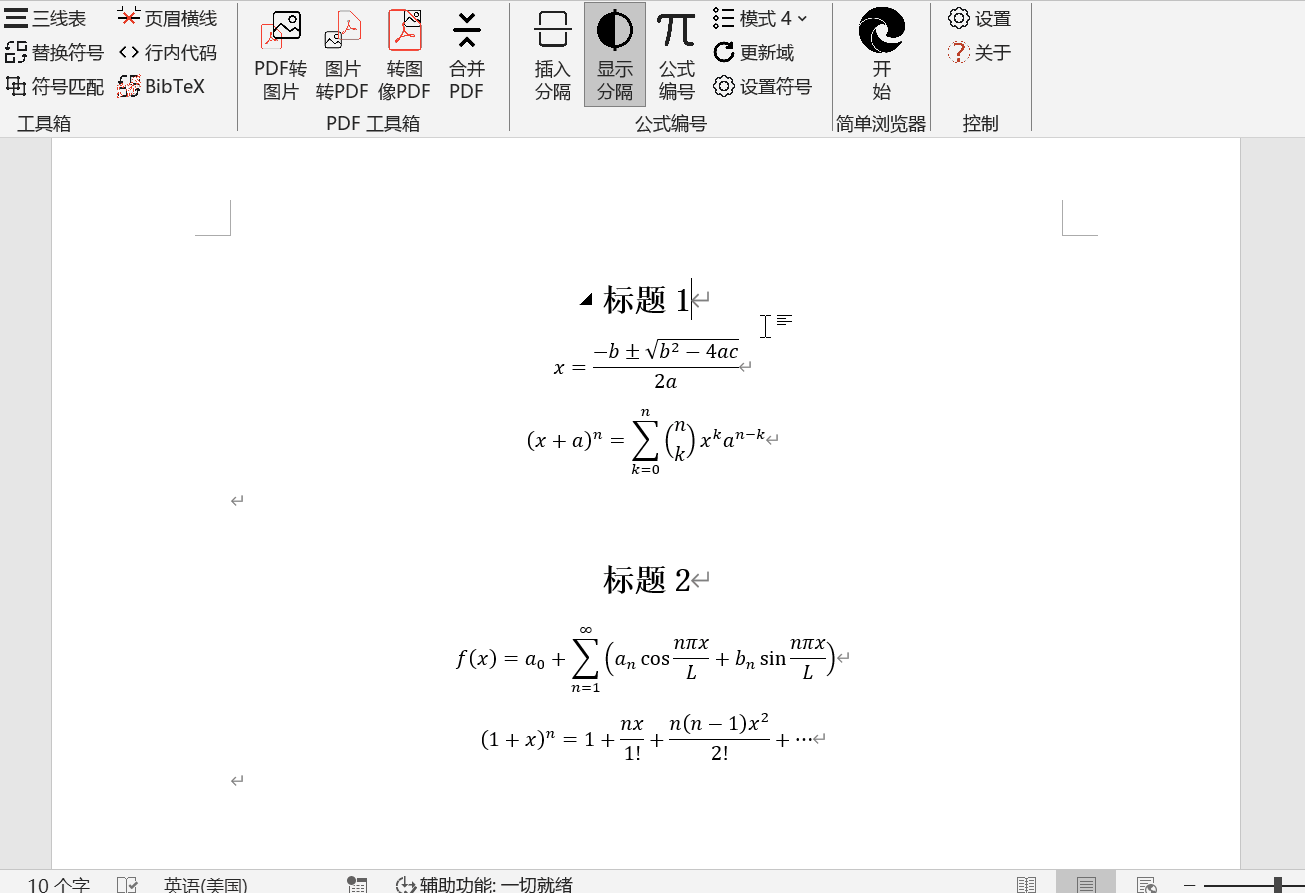 三线表 页眉横线
替换符号 行内代码
符号匹配 BibTeX
工具箱
PDF转图片
图片转PDF
转图像PDF
合并PDF
PDF 工具箱
插入分隔
显示分隔
公式编号
模式 4
更新域
设置符号
公式编号
开始
简单浏览器
设置
关于
控制
标题 1
x = \frac{-b ± \sqrt{b^2 − 4ac}}{2a}
(x + a)^n = \sum_{k=0}^{n} \binom{n}{k} x^k a^{n−k}
标题 2
f(x) = a_0 + \sum_{n=1}^{∞} (a_n cos \frac{nπx}{L} + b_n sin \frac{nπx}{L})
(1 + x)^n = 1 + \frac{nx}{1!} + \frac{n(n − 1)x^2}{2!} + ⋯
10 个字 英语(美国) 辅助功能: 一切就绪